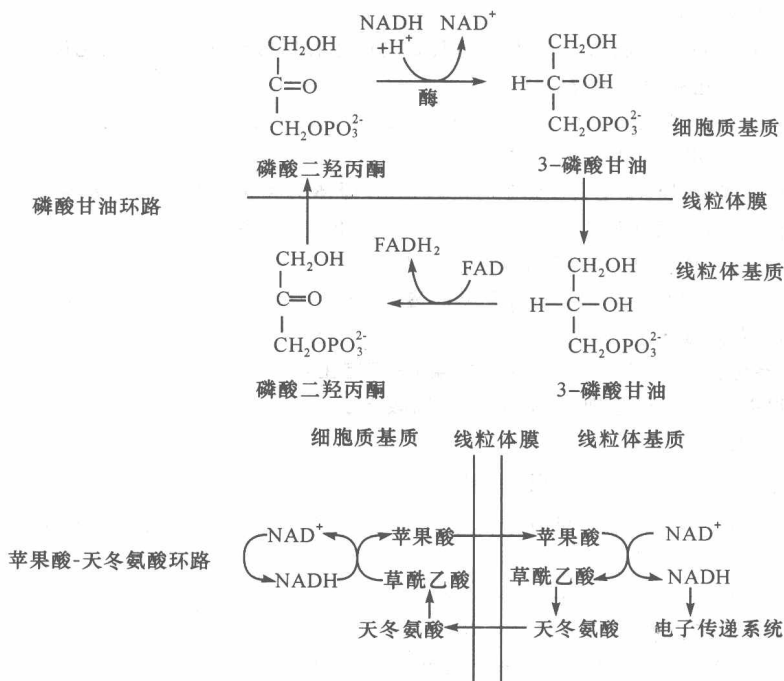 NADH NAD⁺
+H⁺
CH₂OH CH₂OH
C=O 酶 H—C—OH
CH₂OPO₃²⁻ CH₂OPO₃²⁻ 细胞质基质
磷酸二羟丙酮 3-磷酸甘油
磷酸甘油环路 线粒体膜
FADH₂ FAD 线粒体基质
CH₂OH CH₂OH
C=O H—C—OH
CH₂OPO₃²⁻ CH₂OPO₃²⁻
磷酸二羟丙酮 3-磷酸甘油
细胞质基质 线粒体膜 线粒体基质
NAD⁺ 苹果酸 苹果酸 NAD⁺
苹果酸-天冬氨酸环路
NADH 草酰乙酸 草酰乙酸 NADH
天冬氨酸 天冬氨酸 电子传递系统